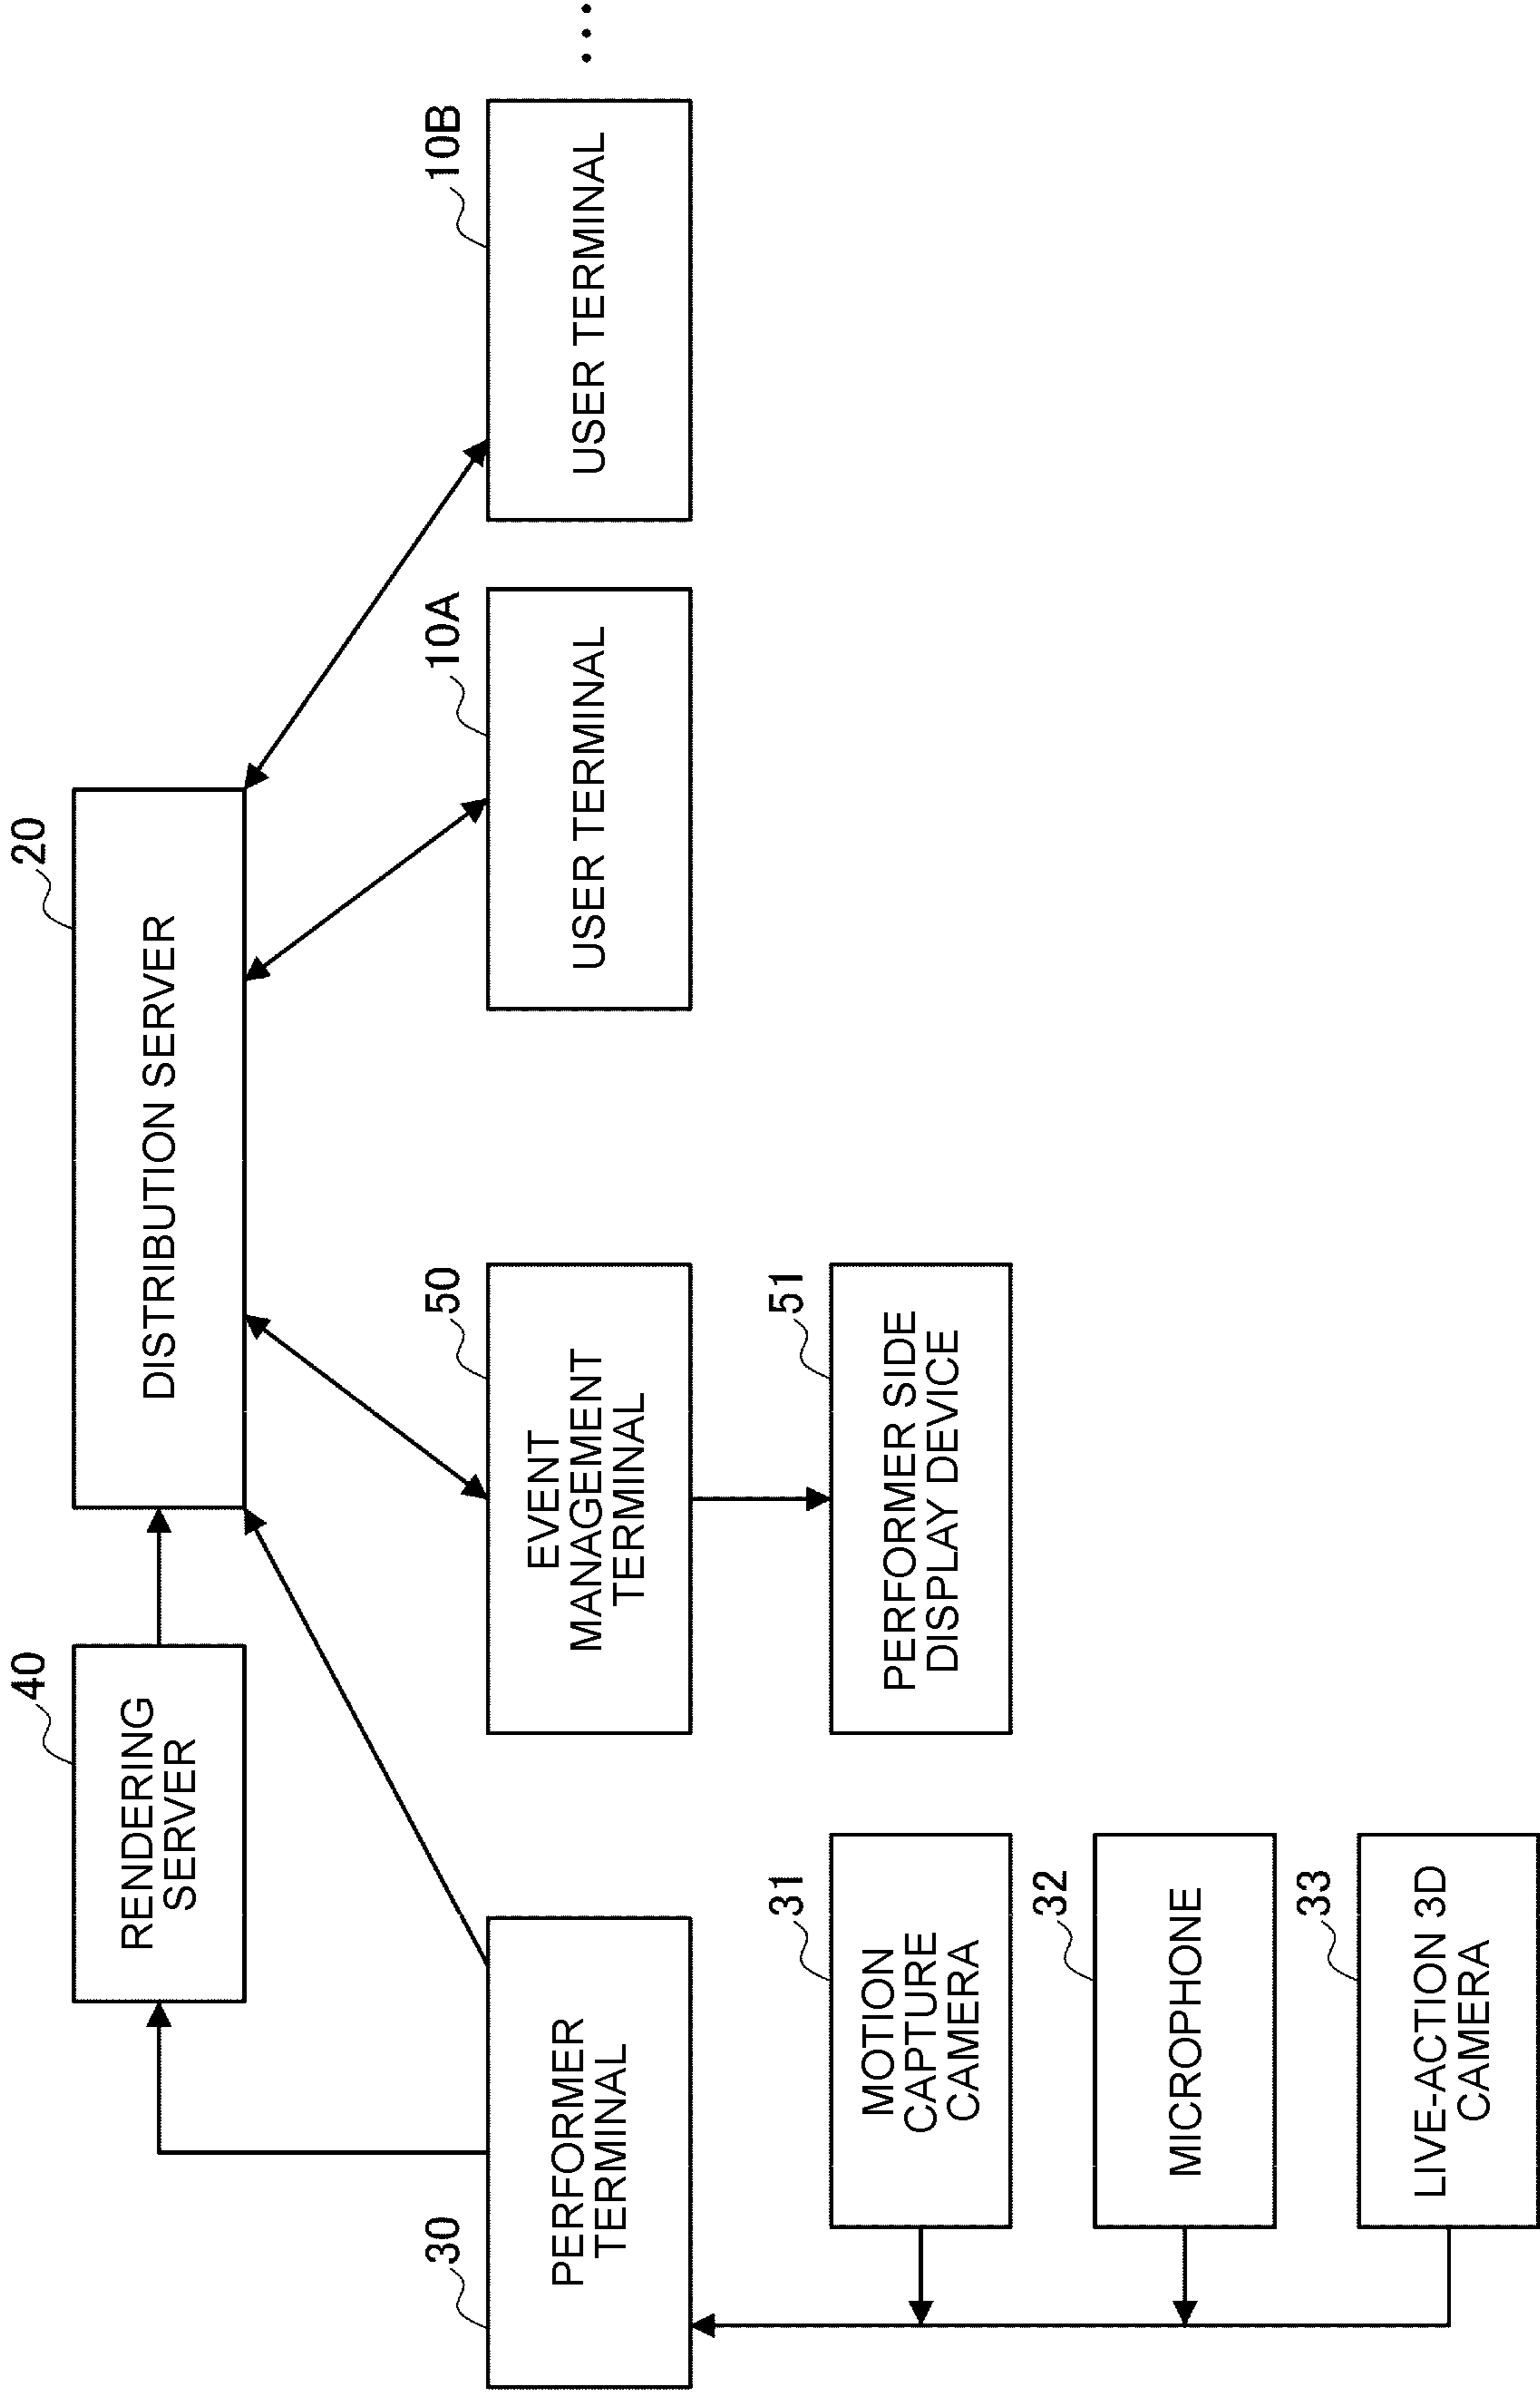 40
RENDERING
SERVER
20
DISTRIBUTION SERVER
30
PERFORMER
TERMINAL
50
EVENT
MANAGEMENT
TERMINAL
10A
USER TERMINAL
10B
USER TERMINAL
...
31
MOTION
CAPTURE
CAMERA
51
PERFORMER SIDE
DISPLAY DEVICE
32
MICROPHONE
33
LIVE-ACTION 3D
CAMERA